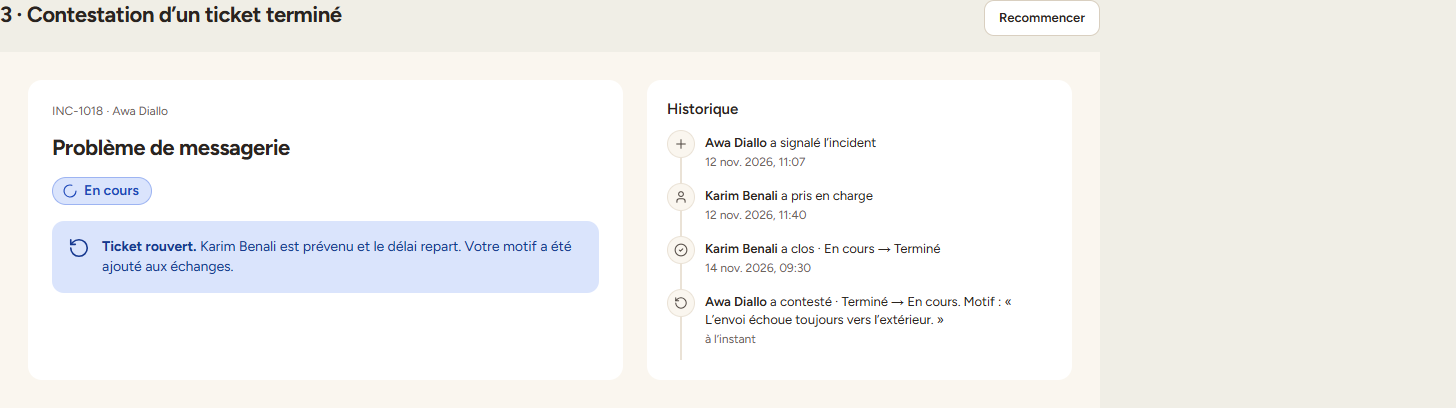 3 · Contestation d’un ticket terminé
Recommencer
INC-1018 · Awa Diallo
Problème de messagerie
En cours
Ticket rouvert. Karim Benali est prévenu et le délai repart. Votre motif a été
ajouté aux échanges.
Historique
Awa Diallo a signalé l’incident
12 nov. 2026, 11:07
Karim Benali a pris en charge
12 nov. 2026, 11:40
Karim Benali a clos · En cours → Terminé
14 nov. 2026, 09:30
Awa Diallo a contesté · Terminé → En cours. Motif : «
L’envoi échoue toujours vers l’extérieur. »
à l’instant